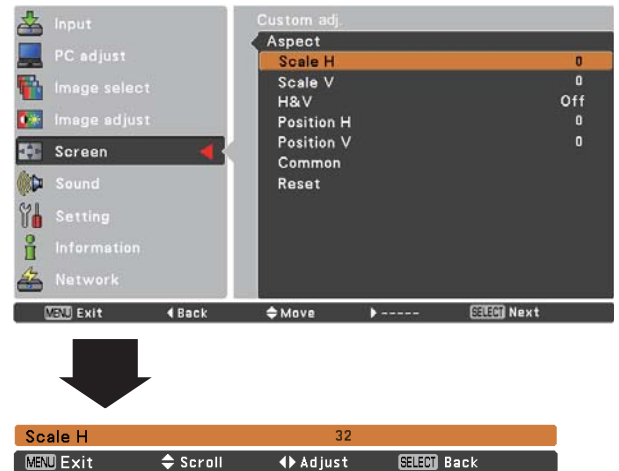 Input
PC adjust
Image select
Image adjust
Screen
Sound
Setting
Information
Network
Custom adj.
Aspect
Scale H 0
Scale V 0
H&V Off
Position H 0
Position V 0
Common
Reset
MENU Exit Back Move ----- SELECT Next
Scale H 32
MENU Exit Scroll Adjust SELECT Back